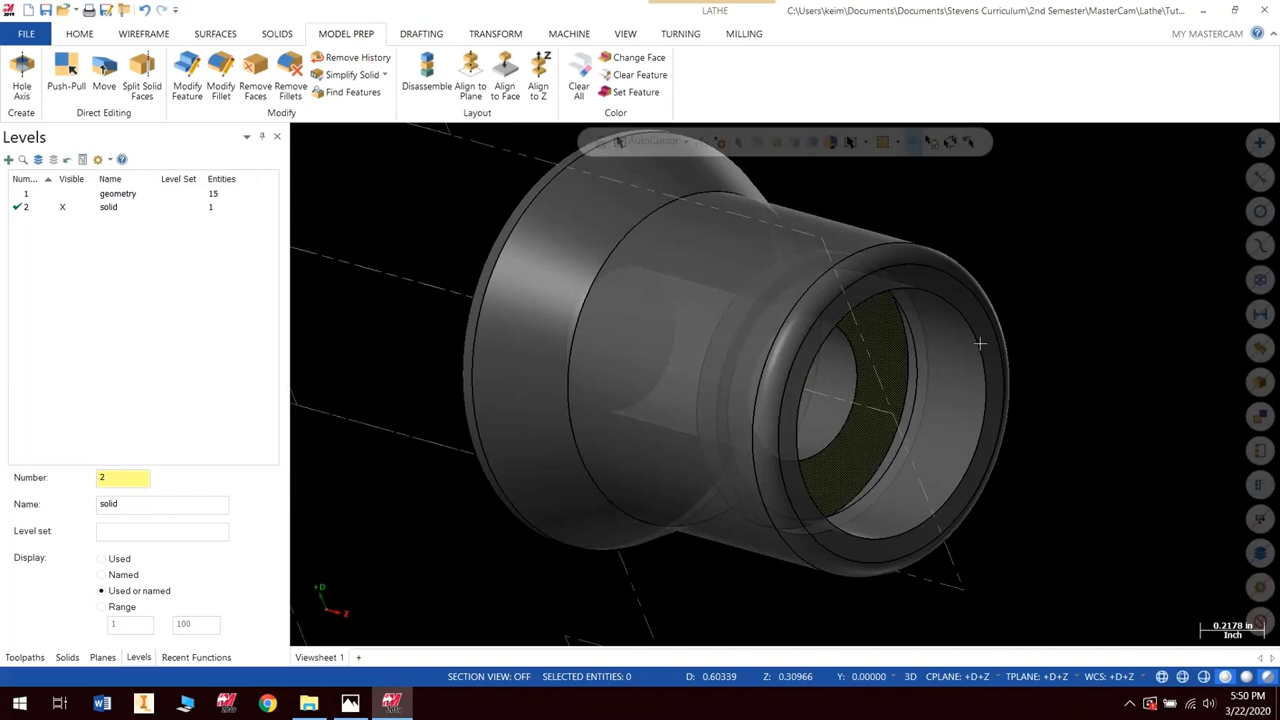 LATHE
C:\Users\keim\Documents\Documents\Stevens Curriculum\2nd Semester\MasterCam\Lathe\Tut...
FILE HOME WIREFRAME SURFACES SOLIDS MODEL PREP DRAFTING TRANSFORM MACHINE VIEW TURNING MILLING MY MASTERCAM
Hole Axis
Push-Pull
Move
Split Solid Faces
Modify Feature
Modify Fillet
Remove Faces
Remove Fillets
Remove History
Simplify Solid
Find Features
Disassemble
Align to Plane
Align to Face
Align to Z
Clear All
Change Face
Clear Feature
Set Feature
Create Direct Editing Modify Layout Color
Levels
AutoCursor
Num... Visible Name Level Set Entities
1 geometry 15
2 X solid 1
Number: 2
Name: solid
Level set:
Display: Used
Named
Used or named
Range
1 100
+D
Z
0.2178 in
Inch
Toolpaths Solids Planes Levels Recent Functions Viewsheet 1 +
SECTION VIEW: OFF SELECTED ENTITIES: 0 D: 0.60339 Z: 0.30966 Y: 0.00000 3D CPLANE: +D+Z TPLANE: +D+Z WCS: +D+Z
5:50 PM
3/22/2020